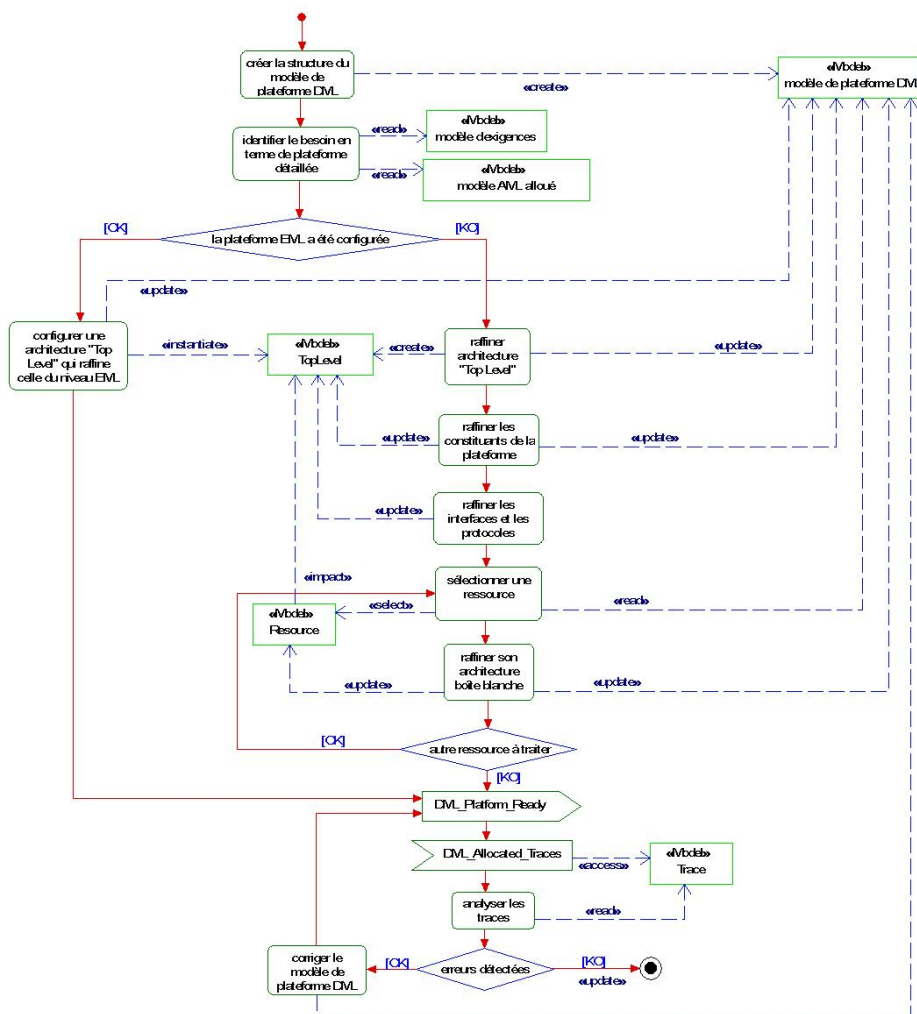 créer la structure du
modèle de
plateforme DML
«create»
«Model»
modèle de plateforme DML
identifier le besoin en
terme de plateforme
détaillée
«read»
«Model»
modèle dexigences
«read»
«Model»
modèle AML alloué
[OK]
la plateforme EML a été configurée
[KO]
«update»
configurer une
architecture "Top
Level" qui raffine
celle du niveau EML
«instantiate»
«Model»
TopLevel
«create»
raffiner
architecture
"Top Level"
«update»
«update»
raffiner les
constituants de la
plateforme
«update»
«update»
raffiner les
interfaces et les
protocoles
«impact»
sélectionner une
ressource
«select»
«read»
«Model»
Resource
raffiner son
architecture
boîte blanche
«update»
«update»
[OK]
autre ressource à traiter
[KO]
DML_Platform_Ready
DML_Allocated_Traces
«access»
«Model»
Trace
analyser les
traces
«read»
corriger le
modèle de
plateforme DML
[OK]
erreurs détectées
[KO]
«update»